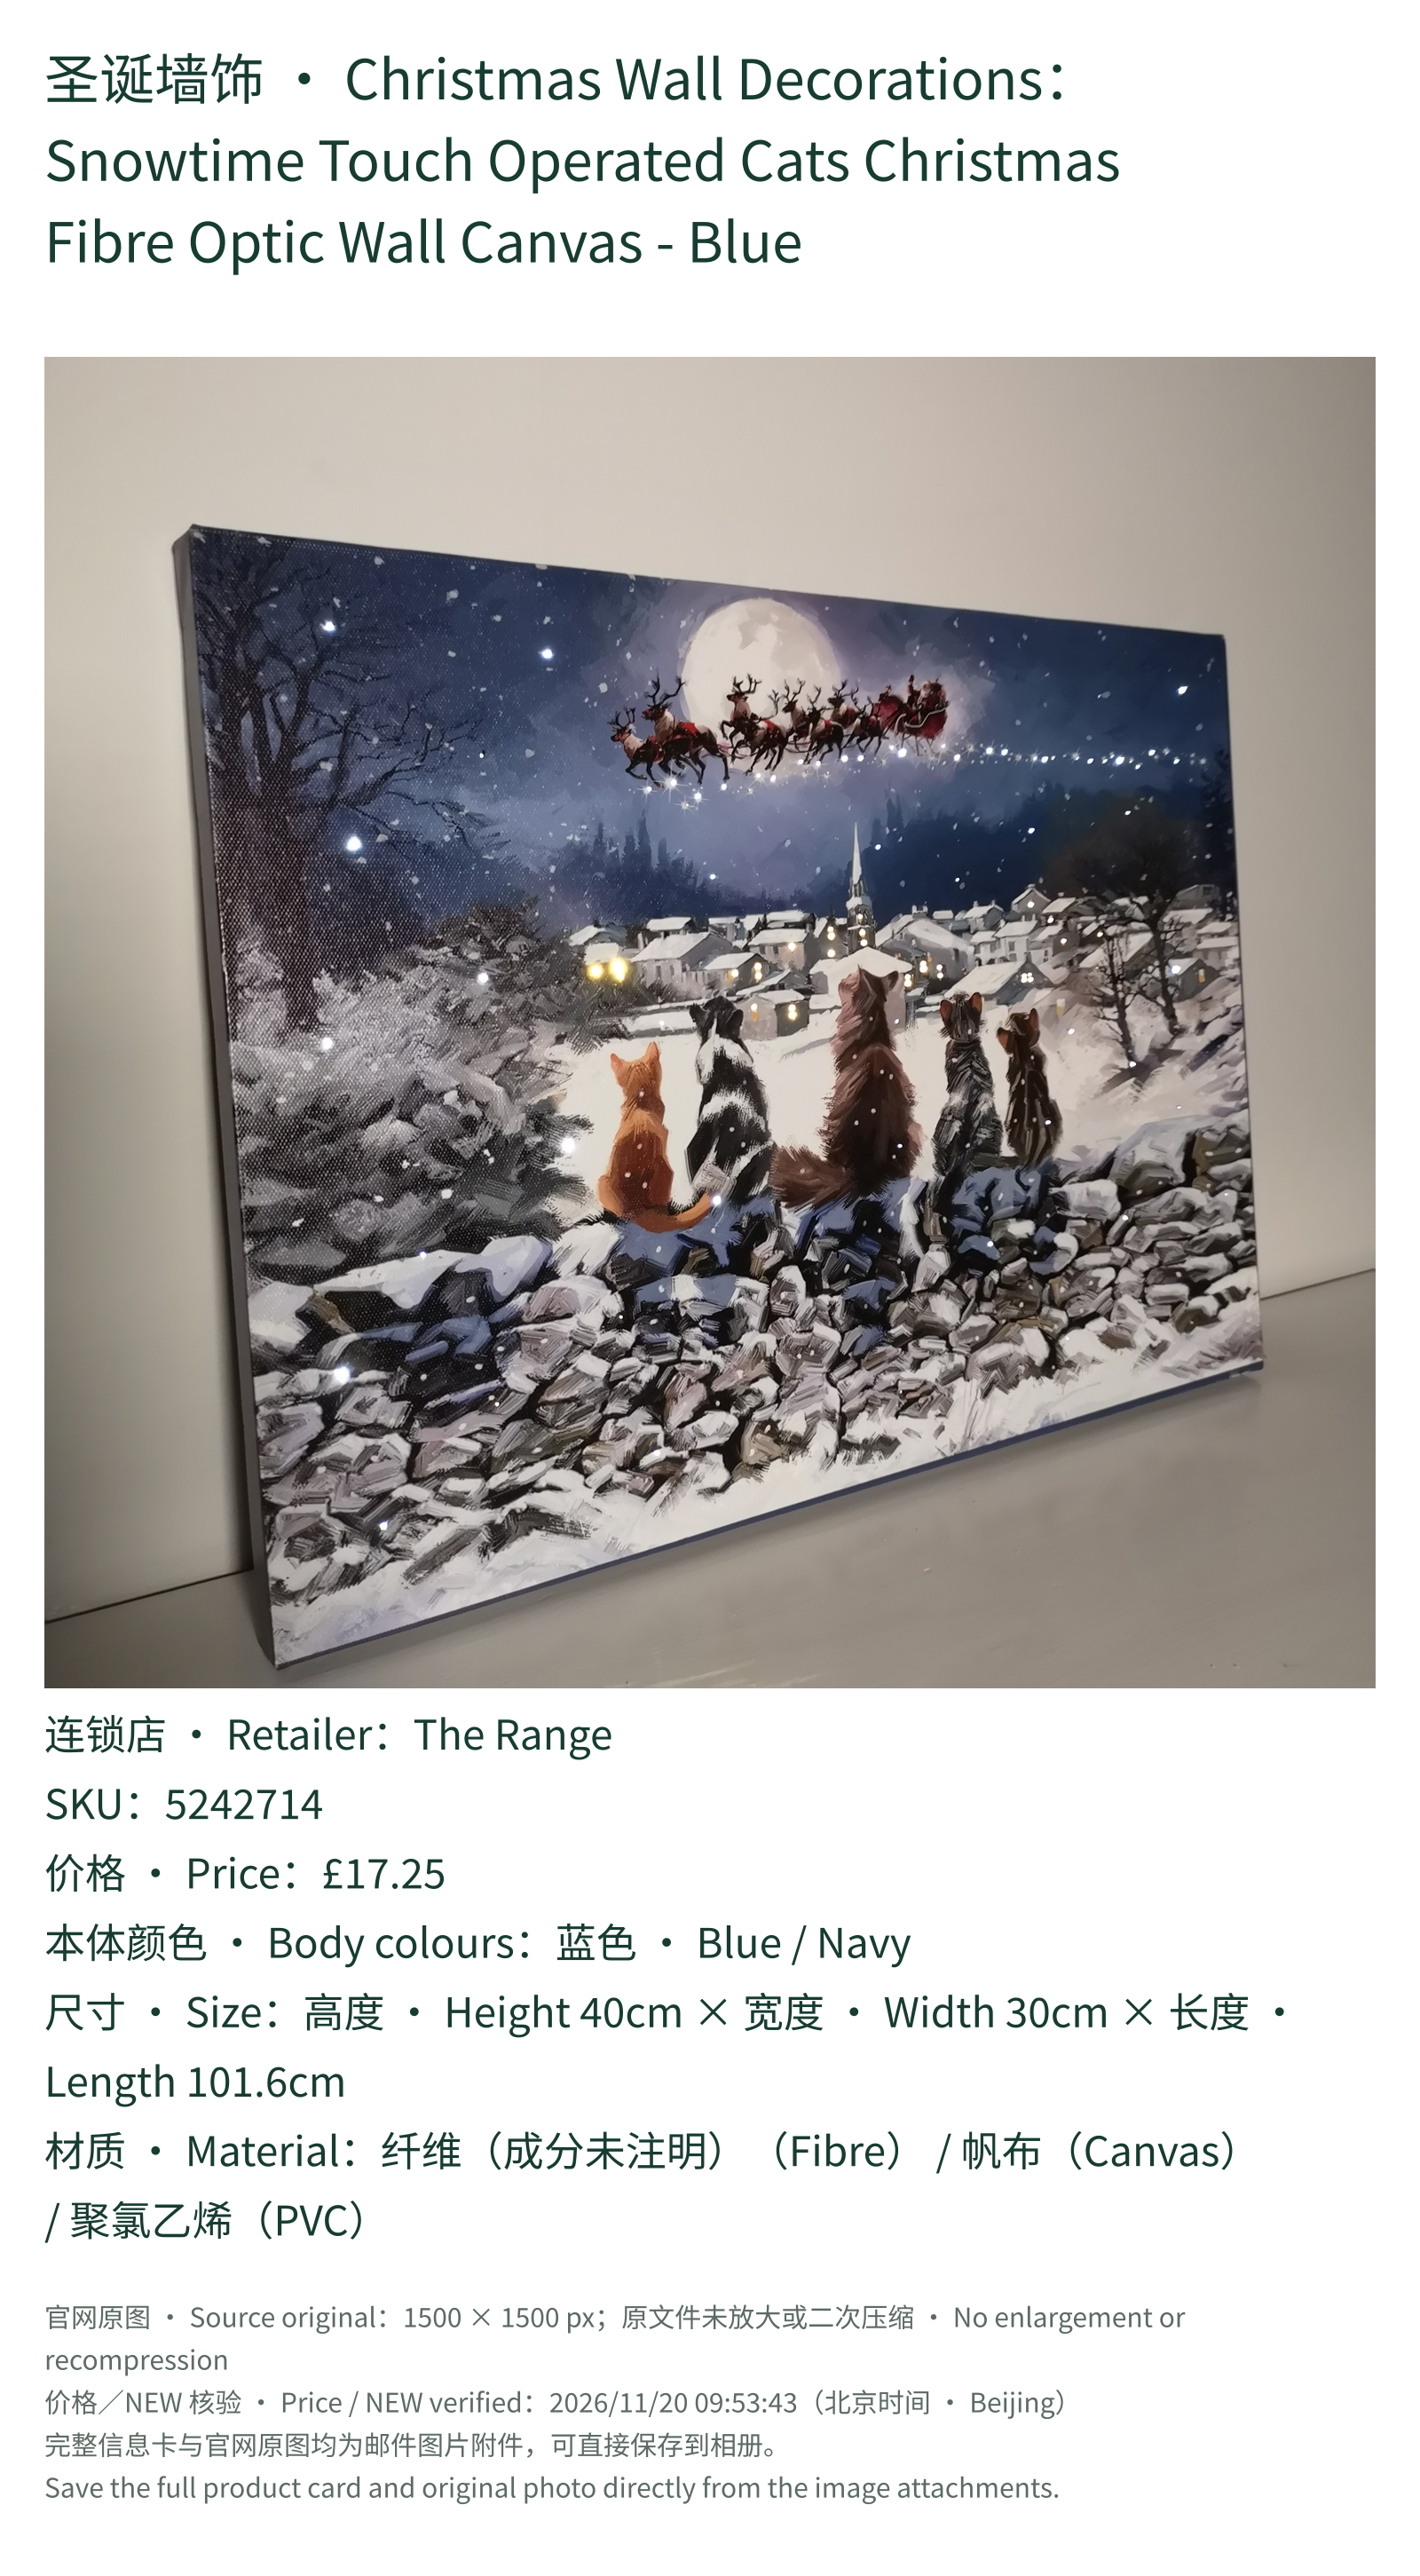 圣诞墙饰 · Christmas Wall Decorations：
Snowtime Touch Operated Cats Christmas
Fibre Optic Wall Canvas - Blue
连锁店 · Retailer：The Range
SKU：5242714
价格 · Price：£17.25
本体颜色 · Body colours：蓝色 · Blue / Navy
尺寸 · Size：高度 · Height 40cm × 宽度 · Width 30cm × 长度 ·
Length 101.6cm
材质 · Material：纤维（成分未注明）（Fibre） / 帆布（Canvas）
/ 聚氯乙烯（PVC）
官网原图 · Source original：1500 × 1500 px；原文件未放大或二次压缩 · No enlargement or
recompression
价格／NEW 核验 · Price / NEW verified：2026/11/20 09:53:43（北京时间 · Beijing）
完整信息卡与官网原图均为邮件图片附件，可直接保存到相册。
Save the full product card and original photo directly from the image attachments.